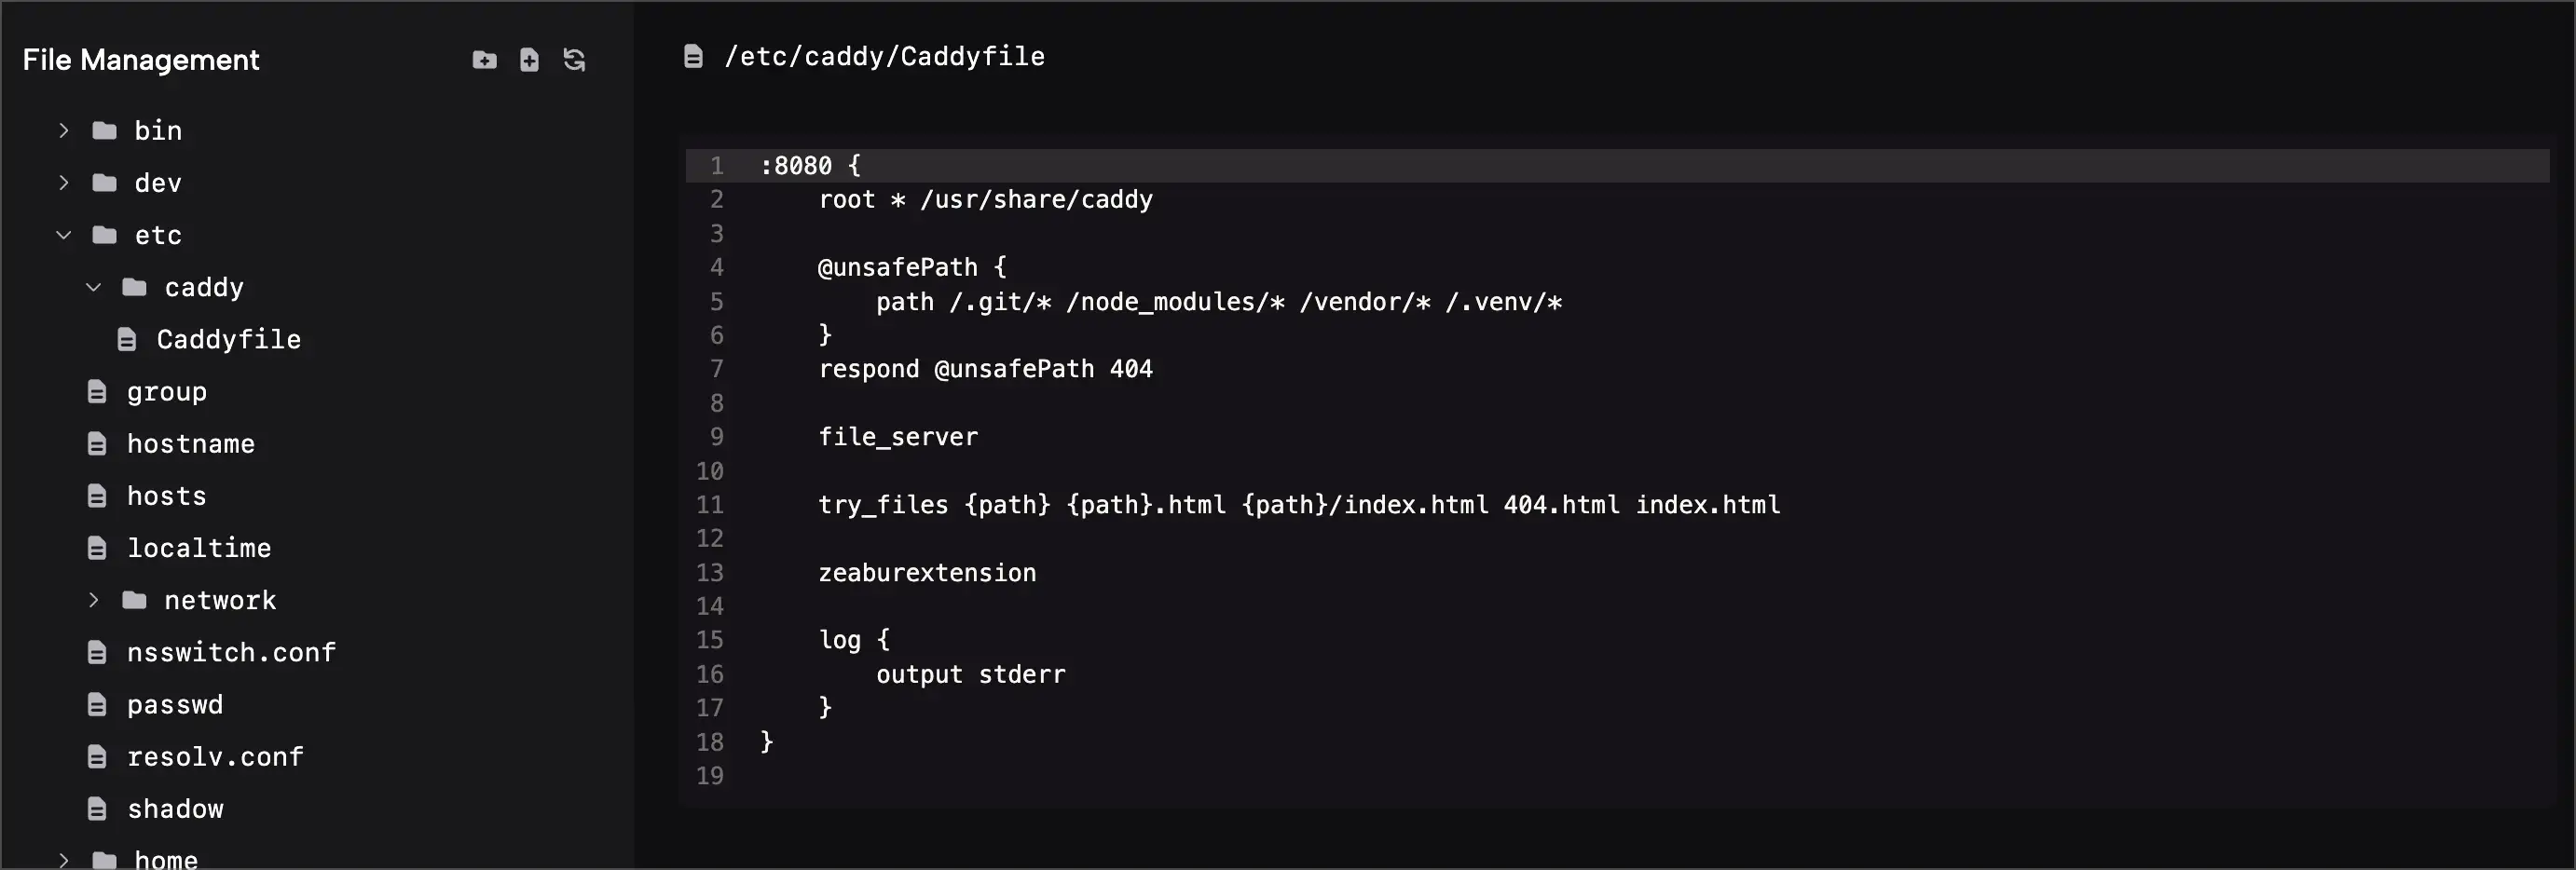 File Management
bin
dev
etc
caddy
Caddyfile
group
hostname
hosts
localtime
network
nsswitch.conf
passwd
resolv.conf
shadow
home
/etc/caddy/Caddyfile
1 :8080 {
2 root * /usr/share/caddy
3
4 @unsafePath {
5 path /.git/* /node_modules/* /vendor/* /.venv/*
6 }
7 respond @unsafePath 404
8
9 file_server
10
11 try_files {path} {path}.html {path}/index.html 404.html index.html
12
13 zeaburextension
14
15 log {
16 output stderr
17 }
18 }
19